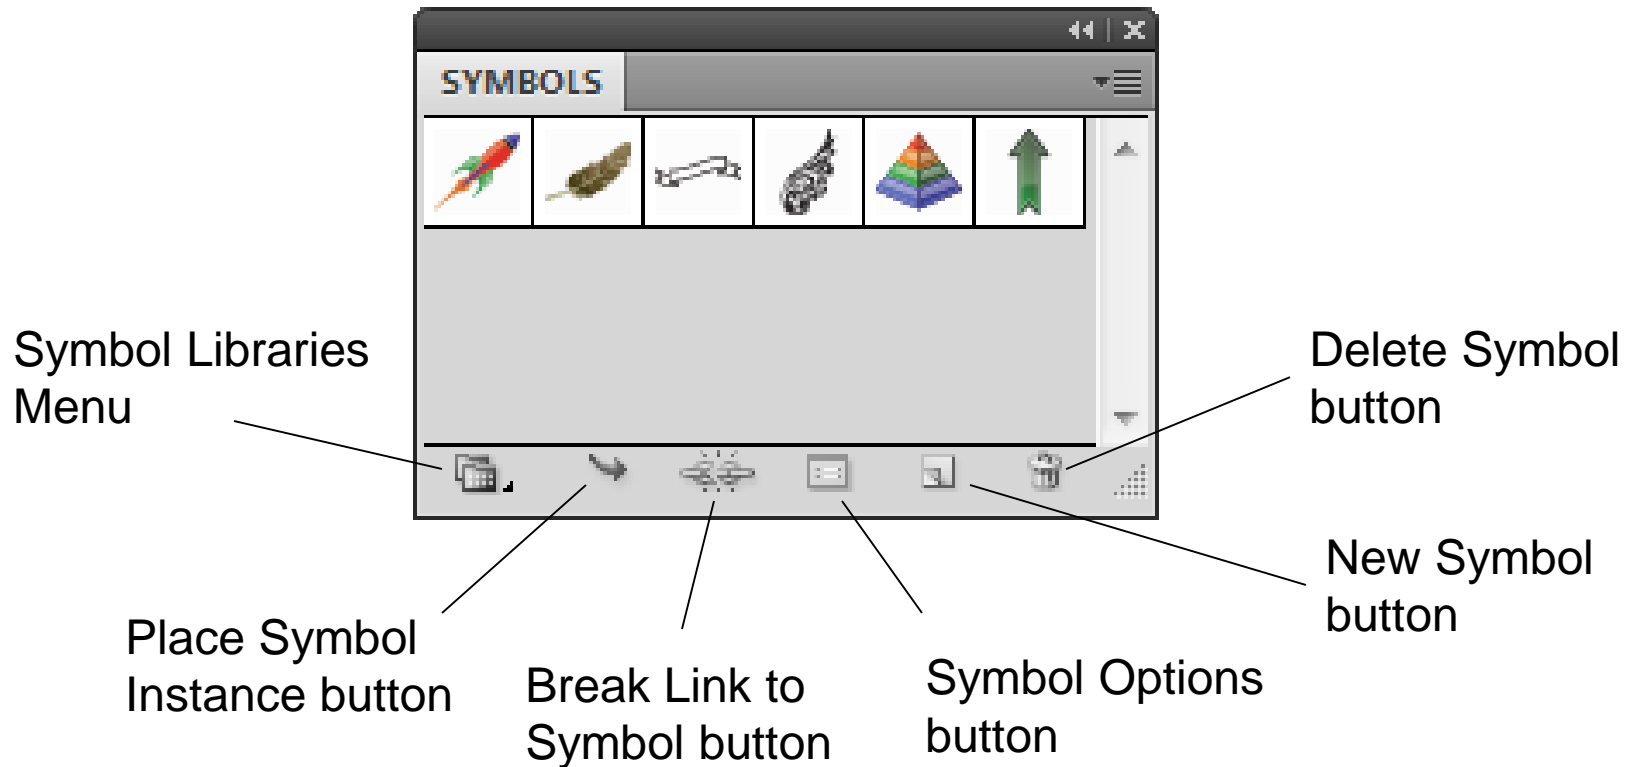 SYMBOLS
Symbol Libraries
Menu
Delete Symbol
button
New Symbol
button
Place Symbol
Instance button
Break Link to
Symbol button
Symbol Options
button